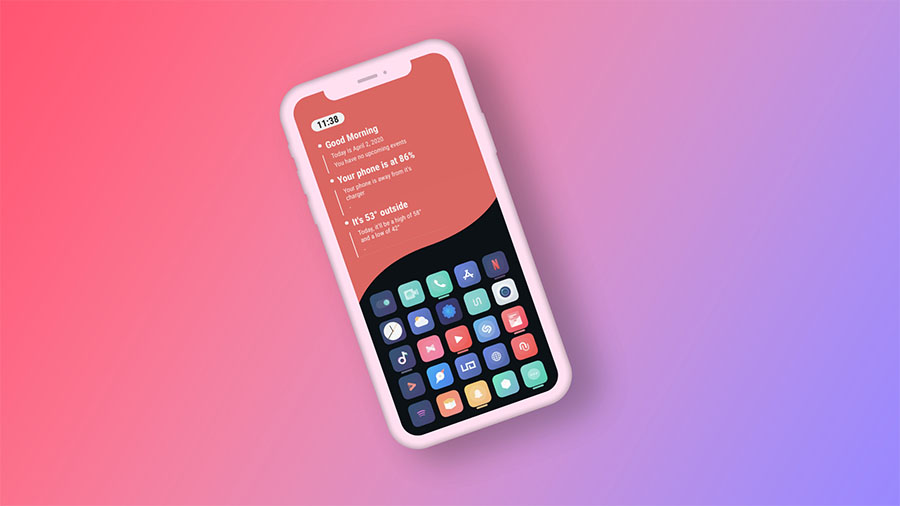 11:38
Good Morning
Today is April 2, 2020
You have no upcoming events
Your phone is at 86%
Your phone is away from it's
charger
It's 53° outside
Today, it'll be a high of 58°
and a low of 42°
N